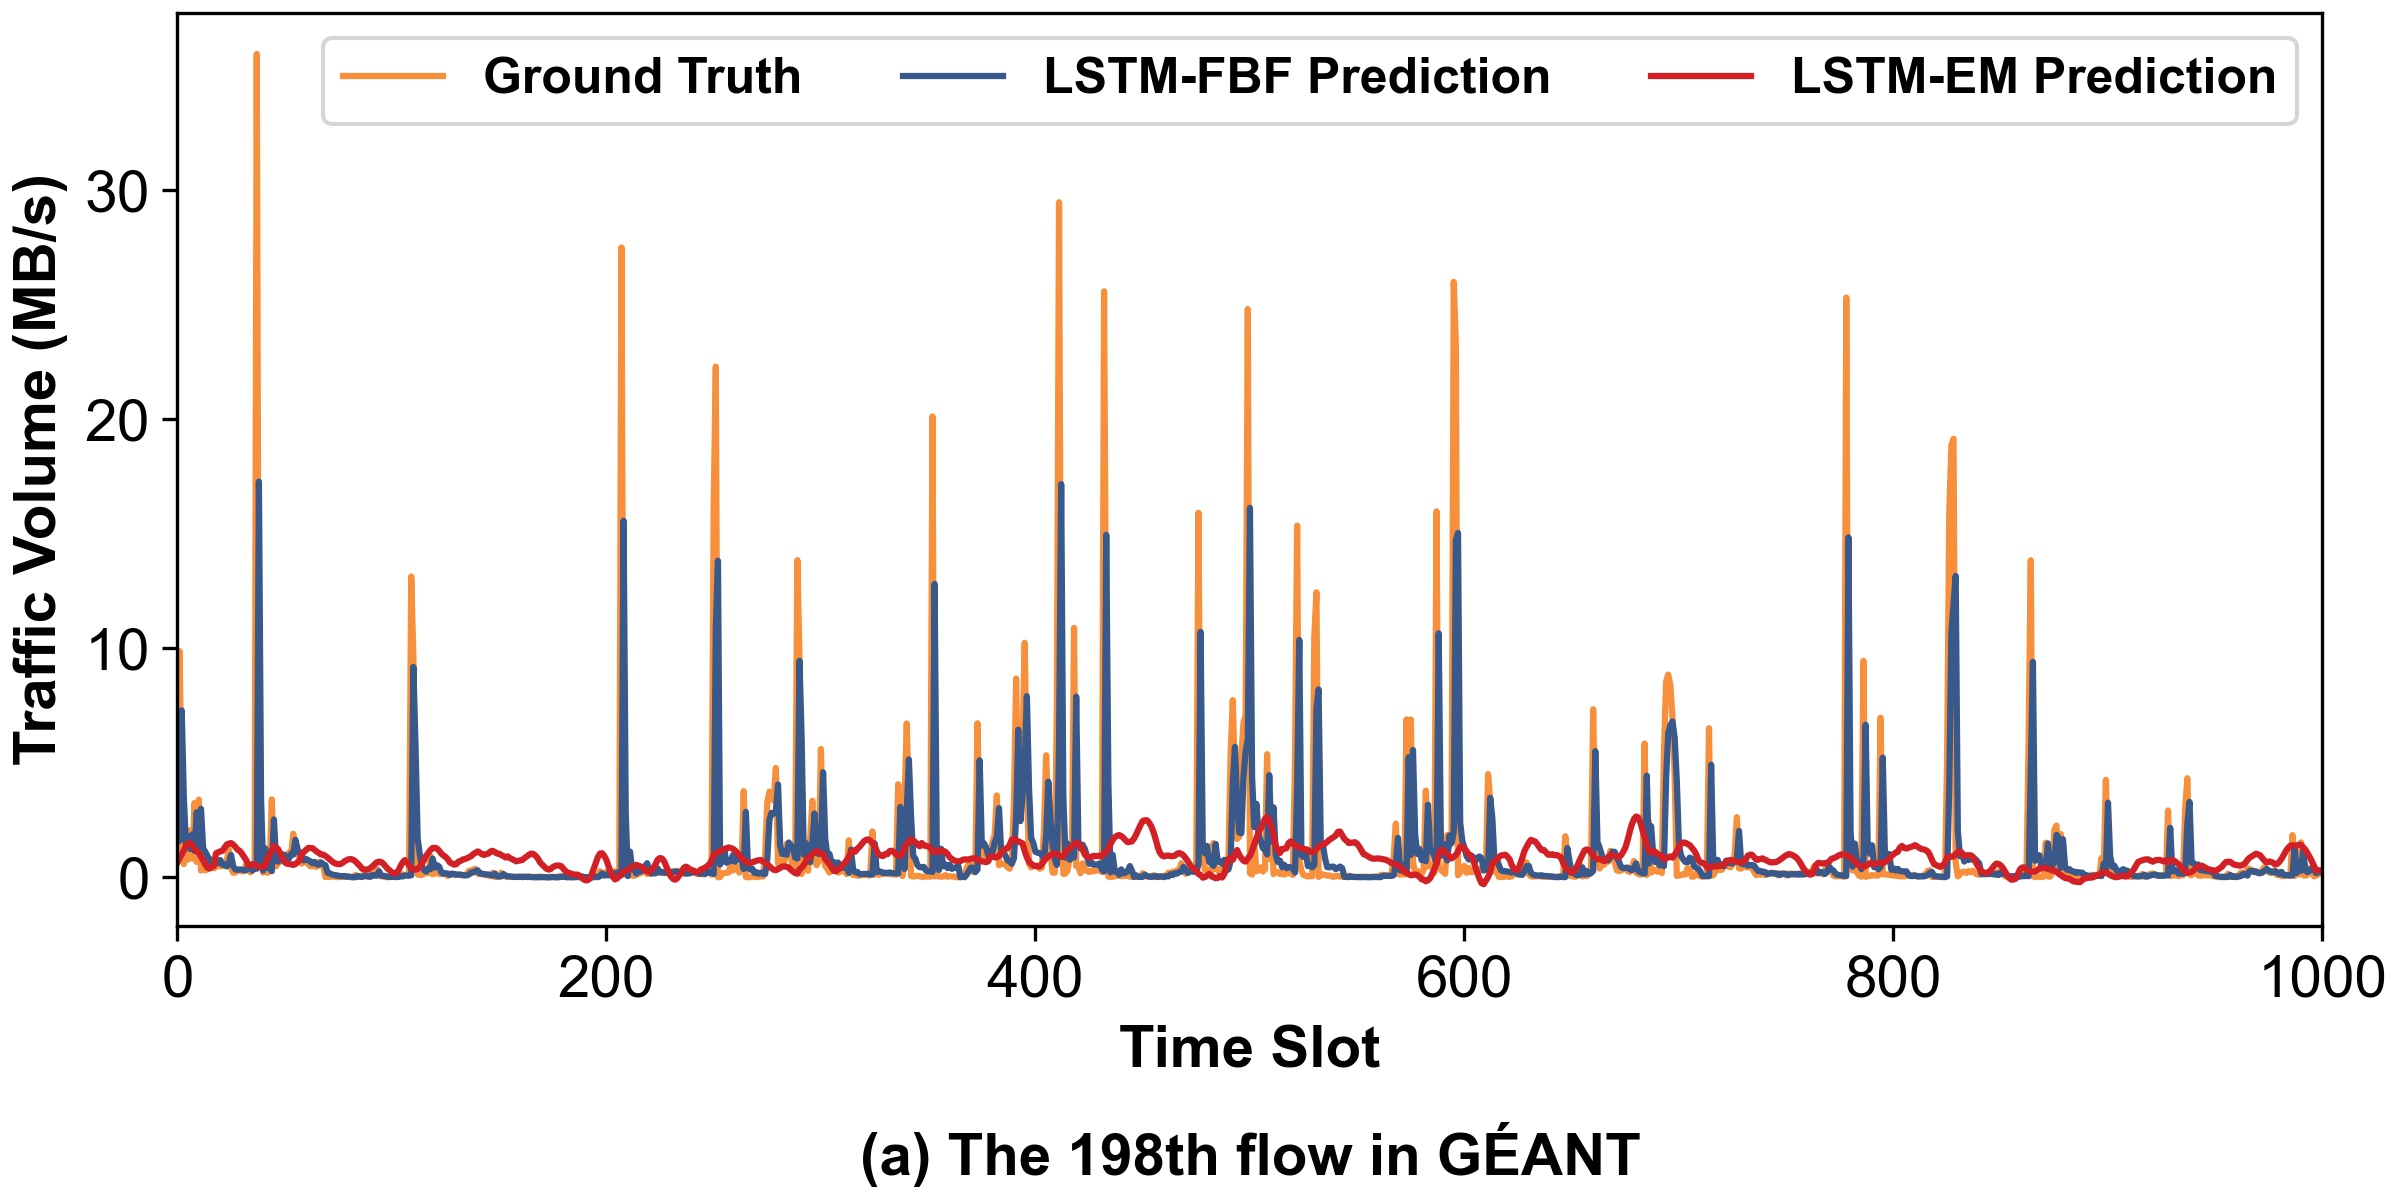 Ground Truth LSTM-FBF Prediction LSTM-EM Prediction
Traffic Volume (MB/s)
30
20
10
0
0 200 400 600 800 1000
Time Slot
(a) The 198th flow in GÉANT